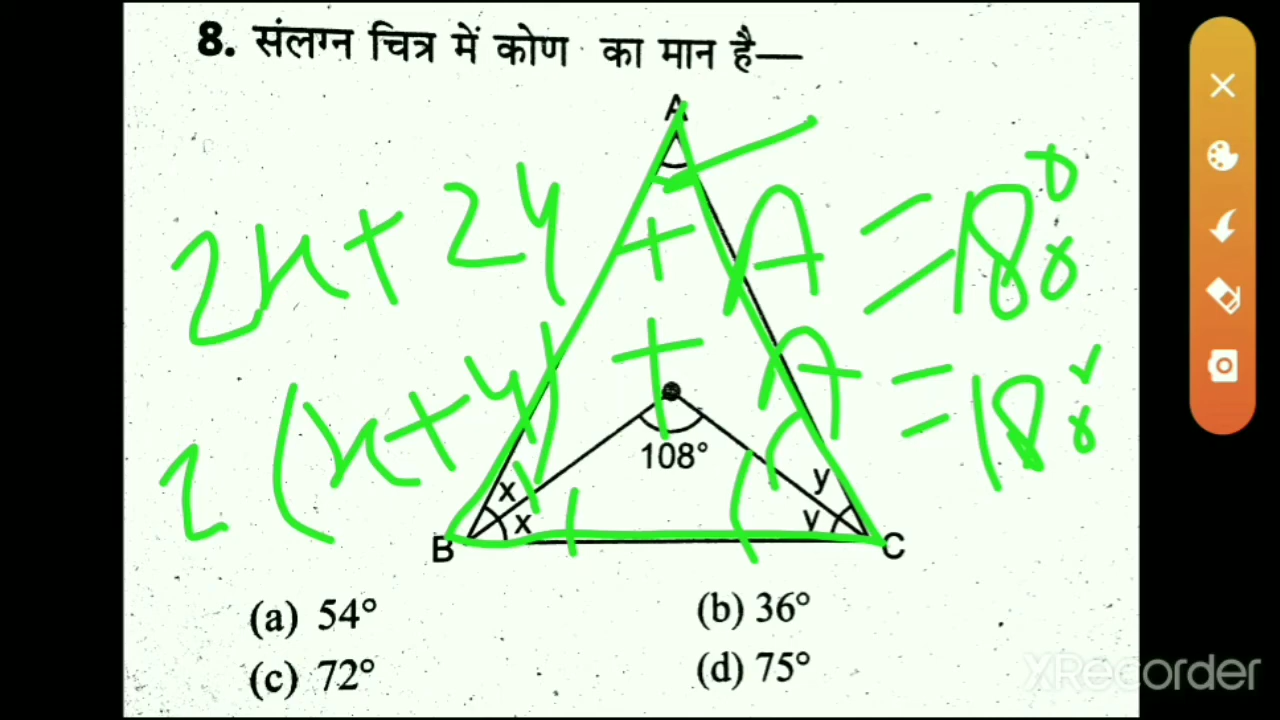 8. संलग्न चित्र में कोण का मान है—
A
2x + 2y + A = 180°
2(x+y) + A = 180°
108°
x
x
y
y
B
C
(a) 54°
(b) 36°
(c) 72°
(d) 75°
XRecorder